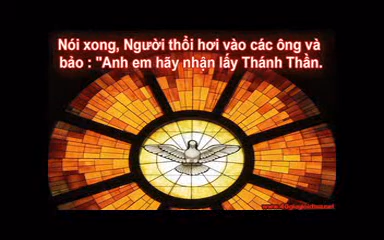 Nói xong, Người thổi hơi vào các ông và
bảo : "Anh em hãy nhận lấy Thánh Thần.